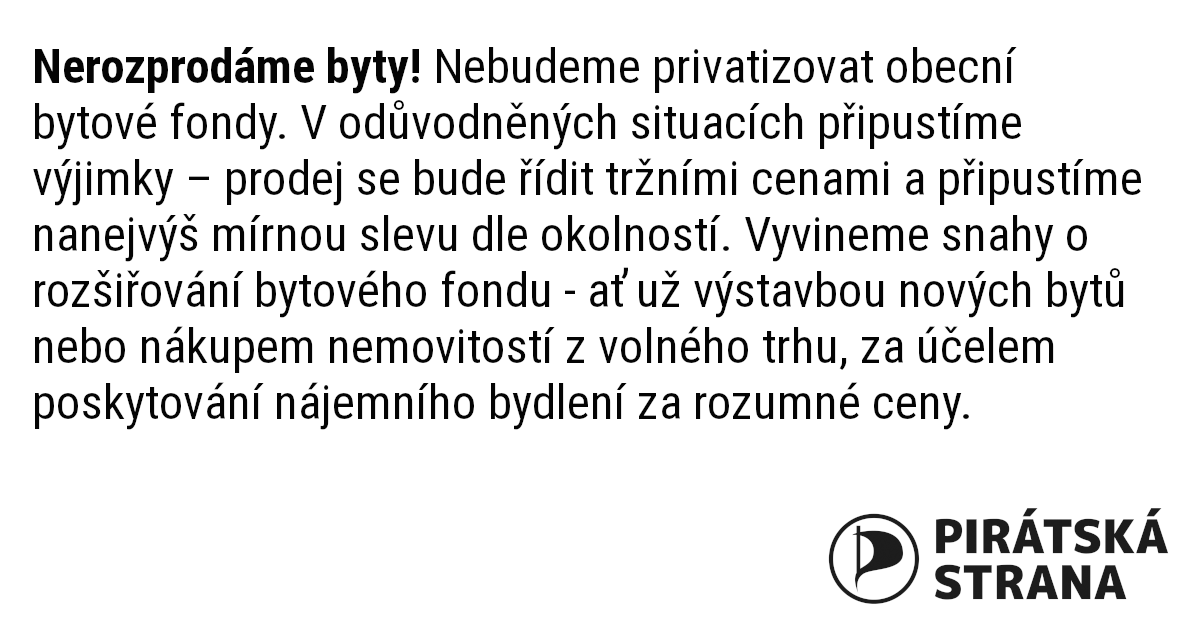 Nerozprodáme byty! Nebudeme privatizovat obecní
bytové fondy. V odůvodněných situacích připustíme
výjimky – prodej se bude řídit tržními cenami a připustíme
nanejvýš mírnou slevu dle okolností. Vyvineme snahy o
rozšiřování bytového fondu - ať už výstavbou nových bytů
nebo nákupem nemovitostí z volného trhu, za účelem
poskytování nájemního bydlení za rozumné ceny.
PIRÁTSKÁ
STRANA